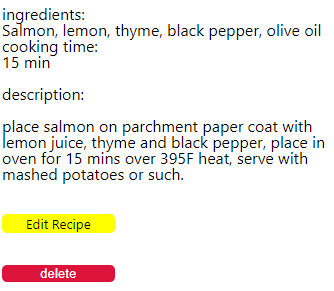 ingredients:
Salmon, lemon, thyme, black pepper, olive oil
cooking time:
15 min
description:
place salmon on parchment paper coat with
lemon juice, thyme and black pepper, place in
oven for 15 mins over 395F heat, serve with
mashed potatoes or such.
Edit Recipe
delete